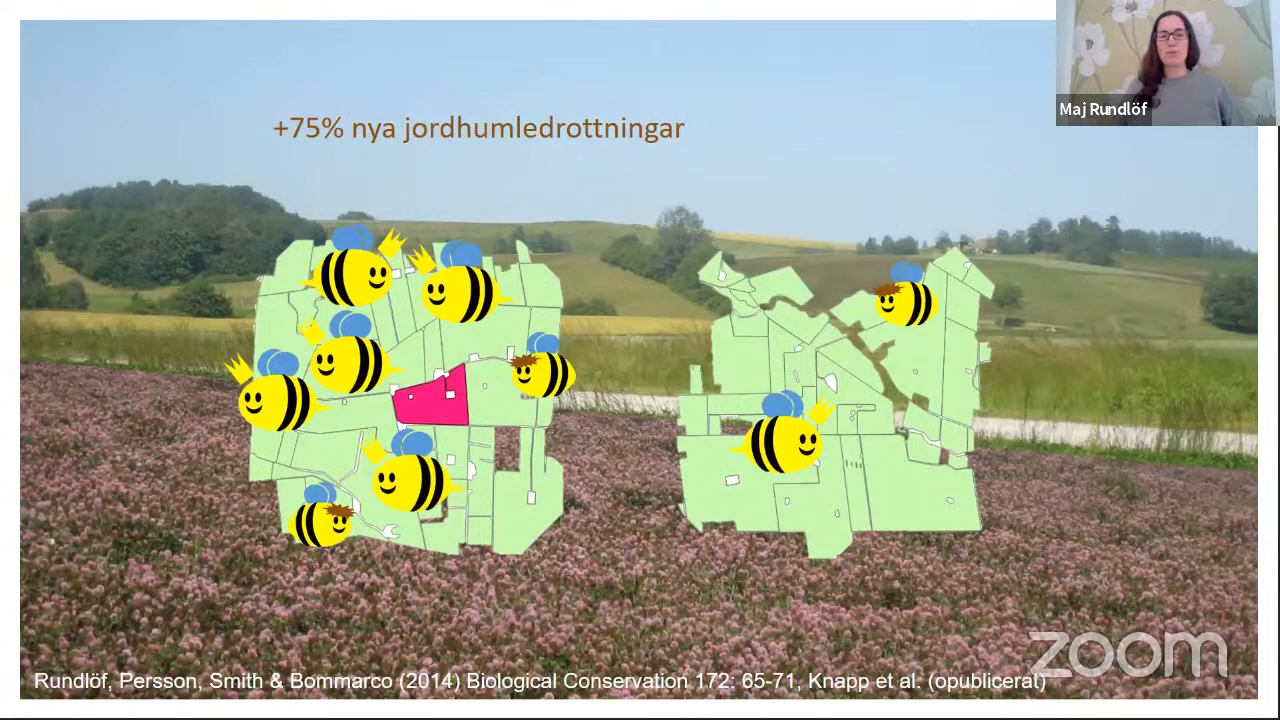 Maj Rundlöf
+75% nya jordhumledrottningar
zoom
Rundlöf, Persson, Smith & Bommarco (2014) Biological Conservation 172: 65-71, Knapp et al. (opublicerat)